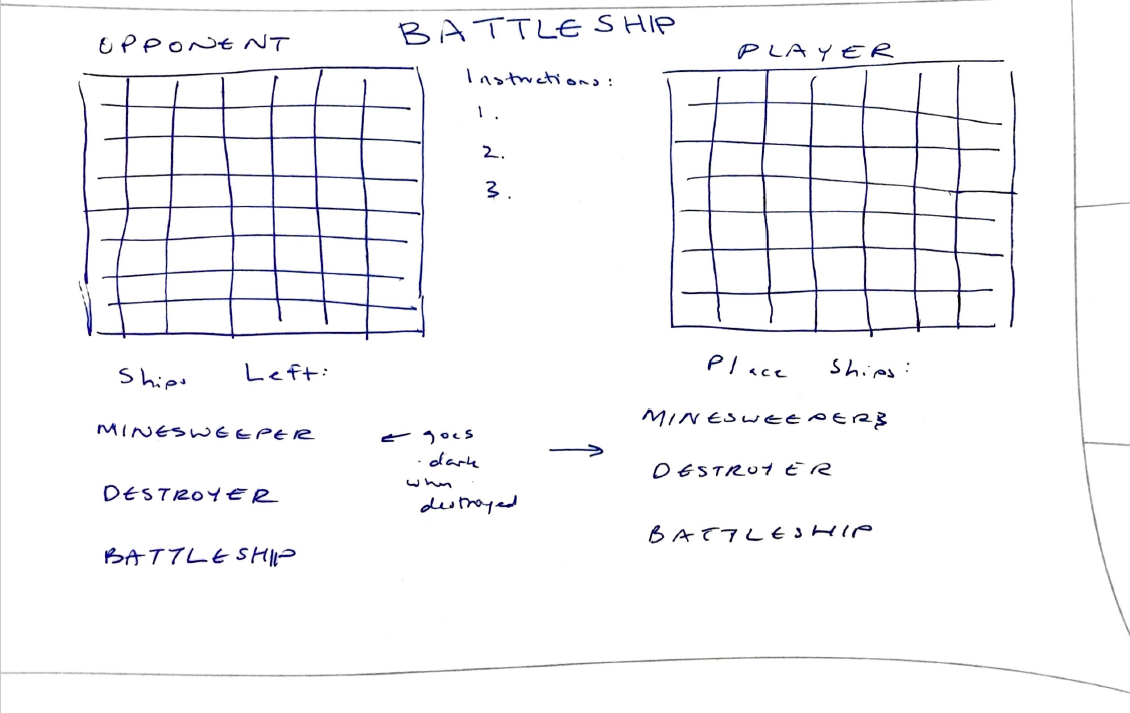 BATTLESHIP
OPPONENT
Instructions:
1.
2.
3.
PLAYER
Ships Left:
MINESWEEPER
DESTROYER
BATTLESHIP
← goes
dark
when
destroyed
→
Place Ships:
MINESWEEPER
DESTROYER
BATTLESHIP